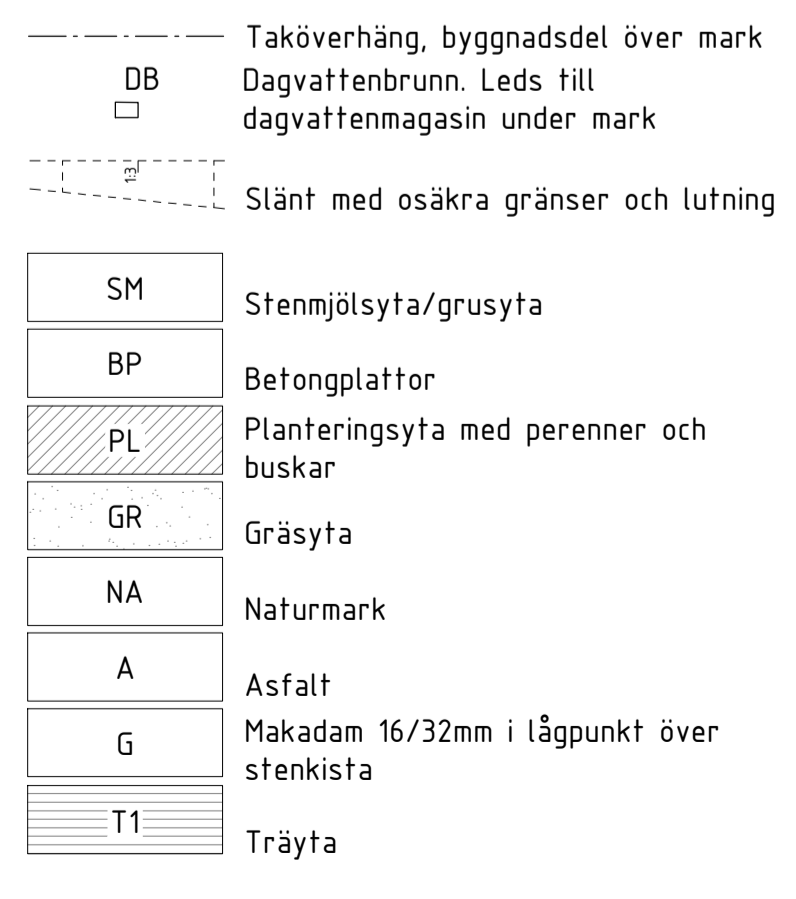 Taköverhäng, byggnadsdel över mark
DB
Dagvattenbrunn. Leds till
dagvattenmagasin under mark
1:3
Slänt med osäkra gränser och lutning
SM
Stenmjölsyta/grusyta
BP
Betongplattor
PL
Planteringsyta med perenner och
buskar
GR
Gräsyta
NA
Naturmark
A
Asfalt
G
Makadam 16/32mm i lågpunkt över
stenkista
T1
Träyta